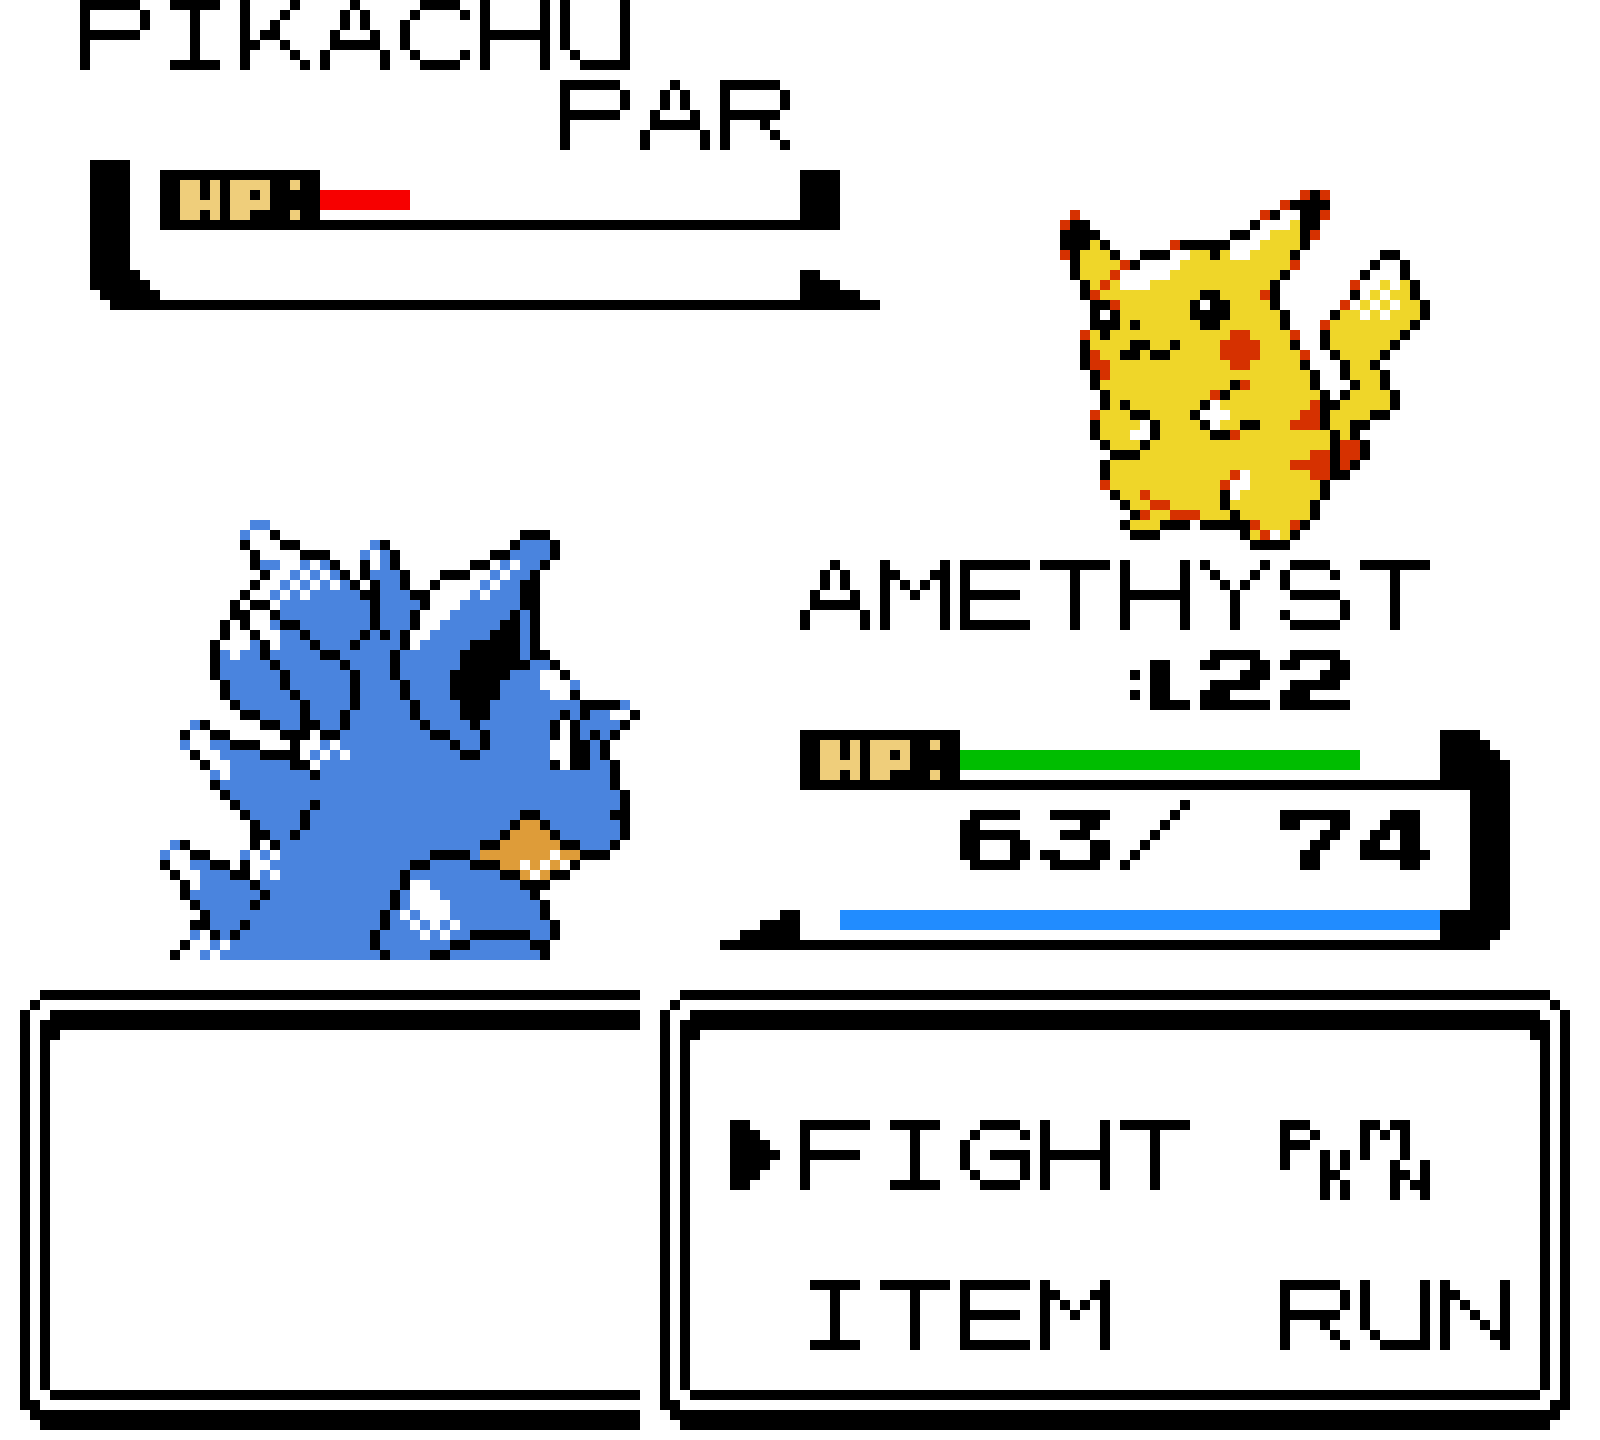 PIKACHU
PAR
HP:
AMETHYST
:L22
HP:
63/ 74
FIGHT PKMN
ITEM RUN